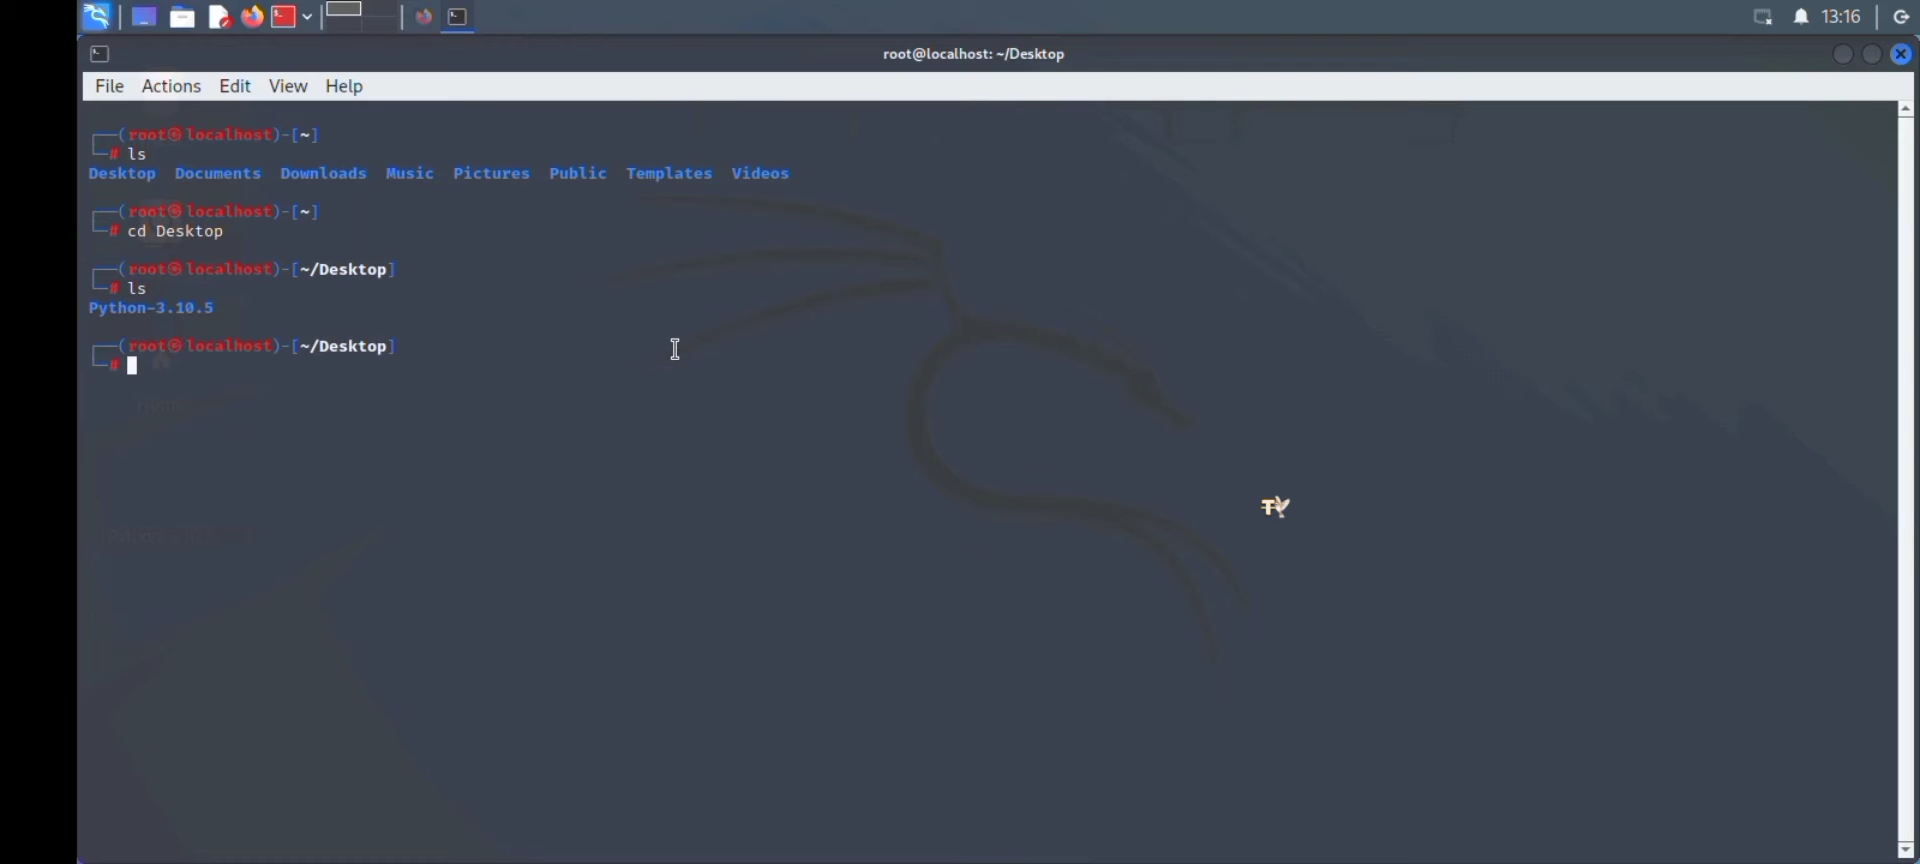 13:16
root@localhost: ~/Desktop
File Actions Edit View Help
┌──(root㉿localhost)-[~]
└─# ls
Desktop Documents Downloads Music Pictures Public Templates Videos
┌──(root㉿localhost)-[~]
└─# cd Desktop
┌──(root㉿localhost)-[~/Desktop]
└─# ls
Python-3.10.5
┌──(root㉿localhost)-[~/Desktop]
└─#
Home